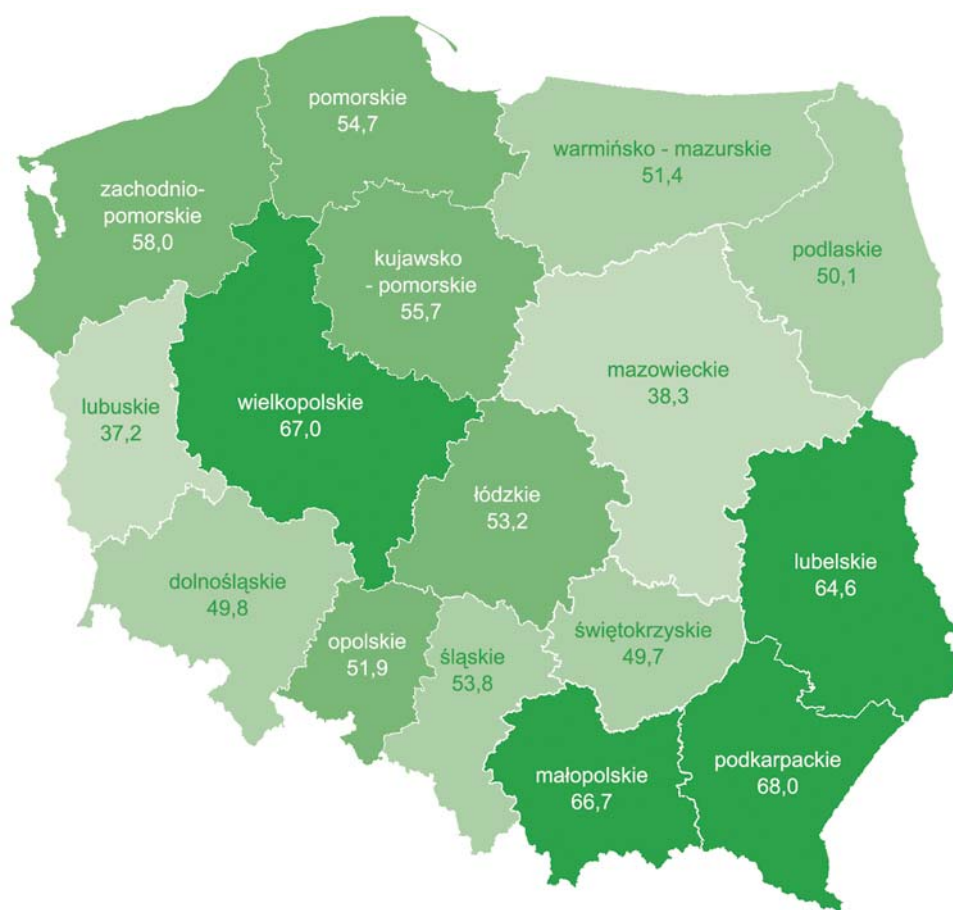 pomorskie
54,7
warmińsko - mazurskie
51,4
zachodnio-
pomorskie
58,0
podlaskie
50,1
kujawsko
- pomorskie
55,7
mazowieckie
38,3
lubuskie
37,2
wielkopolskie
67,0
łódzkie
53,2
lubelskie
64,6
dolnośląskie
49,8
opolskie
51,9
śląskie
53,8
świętokrzyskie
49,7
małopolskie
66,7
podkarpackie
68,0